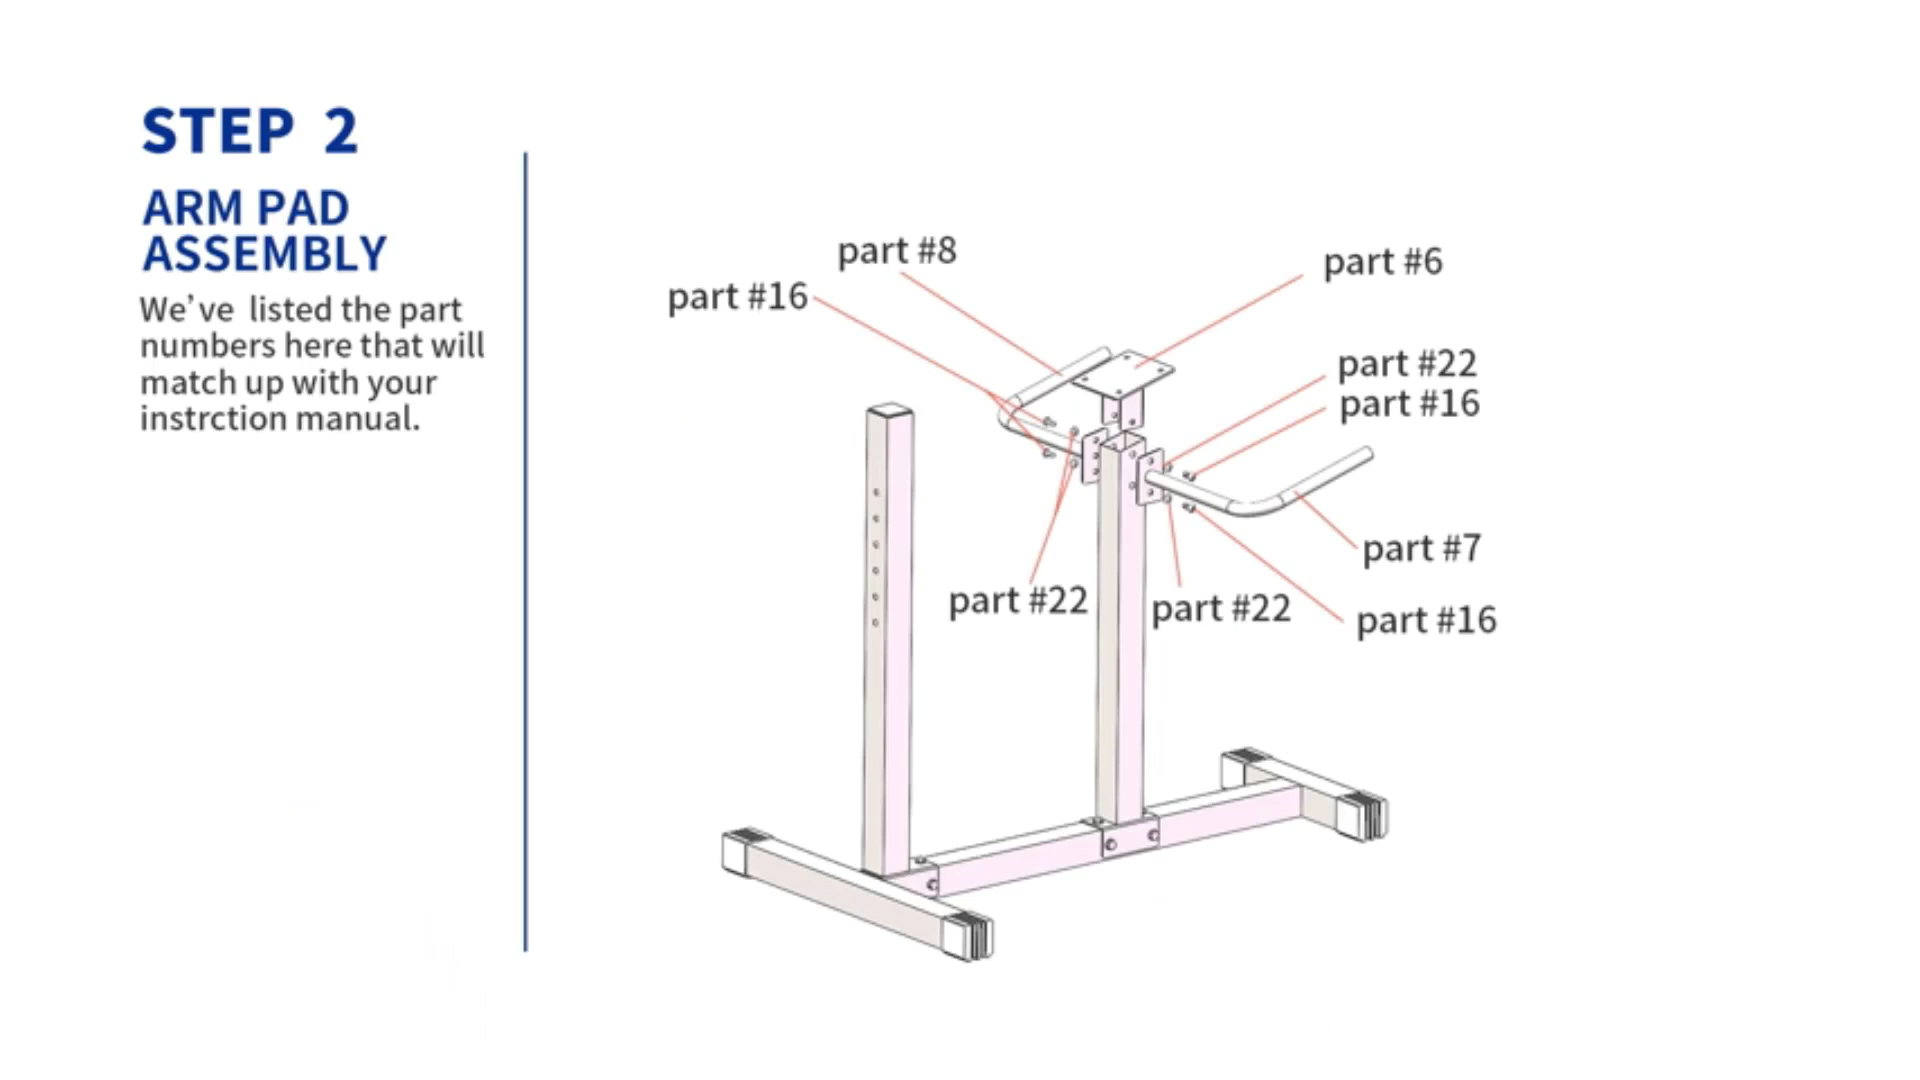 STEP 2
ARM PAD
ASSEMBLY
We've listed the part
numbers here that will
match up with your
instrction manual.
part #8
part #16
part #6
part #22
part #16
part #7
part #22
part #22
part #16